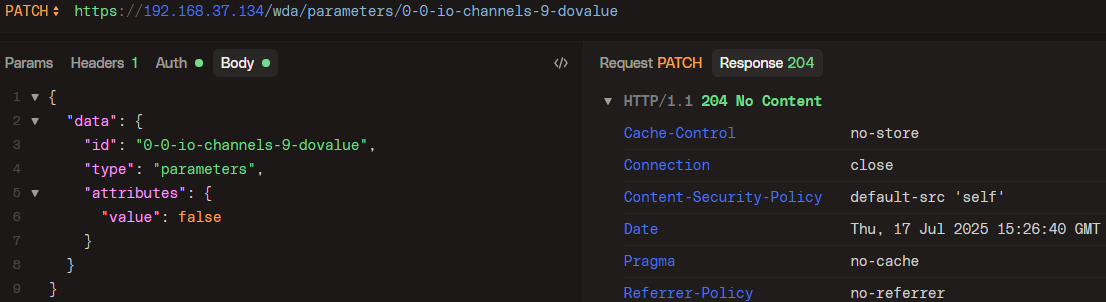 PATCH https://192.168.37.134/wda/parameters/0-0-io-channels-9-dovalue
Params Headers 1 Auth Body
1 {
2 "data": {
3 "id": "0-0-io-channels-9-dovalue",
4 "type": "parameters",
5 "attributes": {
6 "value": false
7 }
8 }
9 }
Request PATCH Response 204
HTTP/1.1 204 No Content
Cache-Control no-store
Connection close
Content-Security-Policy default-src 'self'
Date Thu, 17 Jul 2025 15:26:40 GMT
Pragma no-cache
Referrer-Policy no-referrer